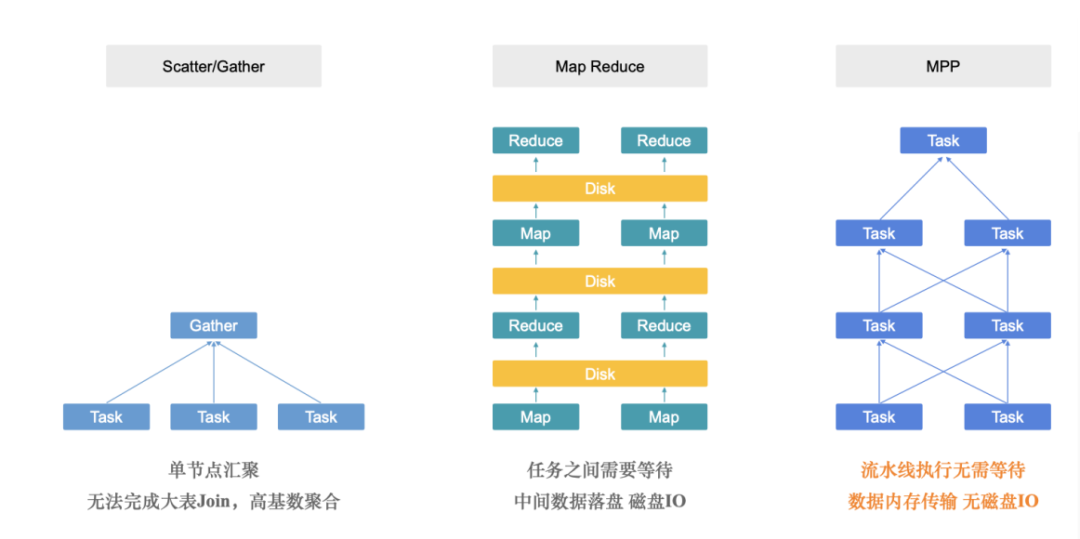 Scatter/Gather
Map Reduce
MPP
Reduce
Reduce
Task
Disk
Map
Map
Task
Task
Disk
Gather
Reduce
Reduce
Task
Task
Disk
Task
Task
Task
Map
Map
Task
Task
单节点汇聚
无法完成大表Join，高基数聚合
任务之间需要等待
中间数据落盘 磁盘IO
流水线执行无需等待
数据内存传输 无磁盘IO